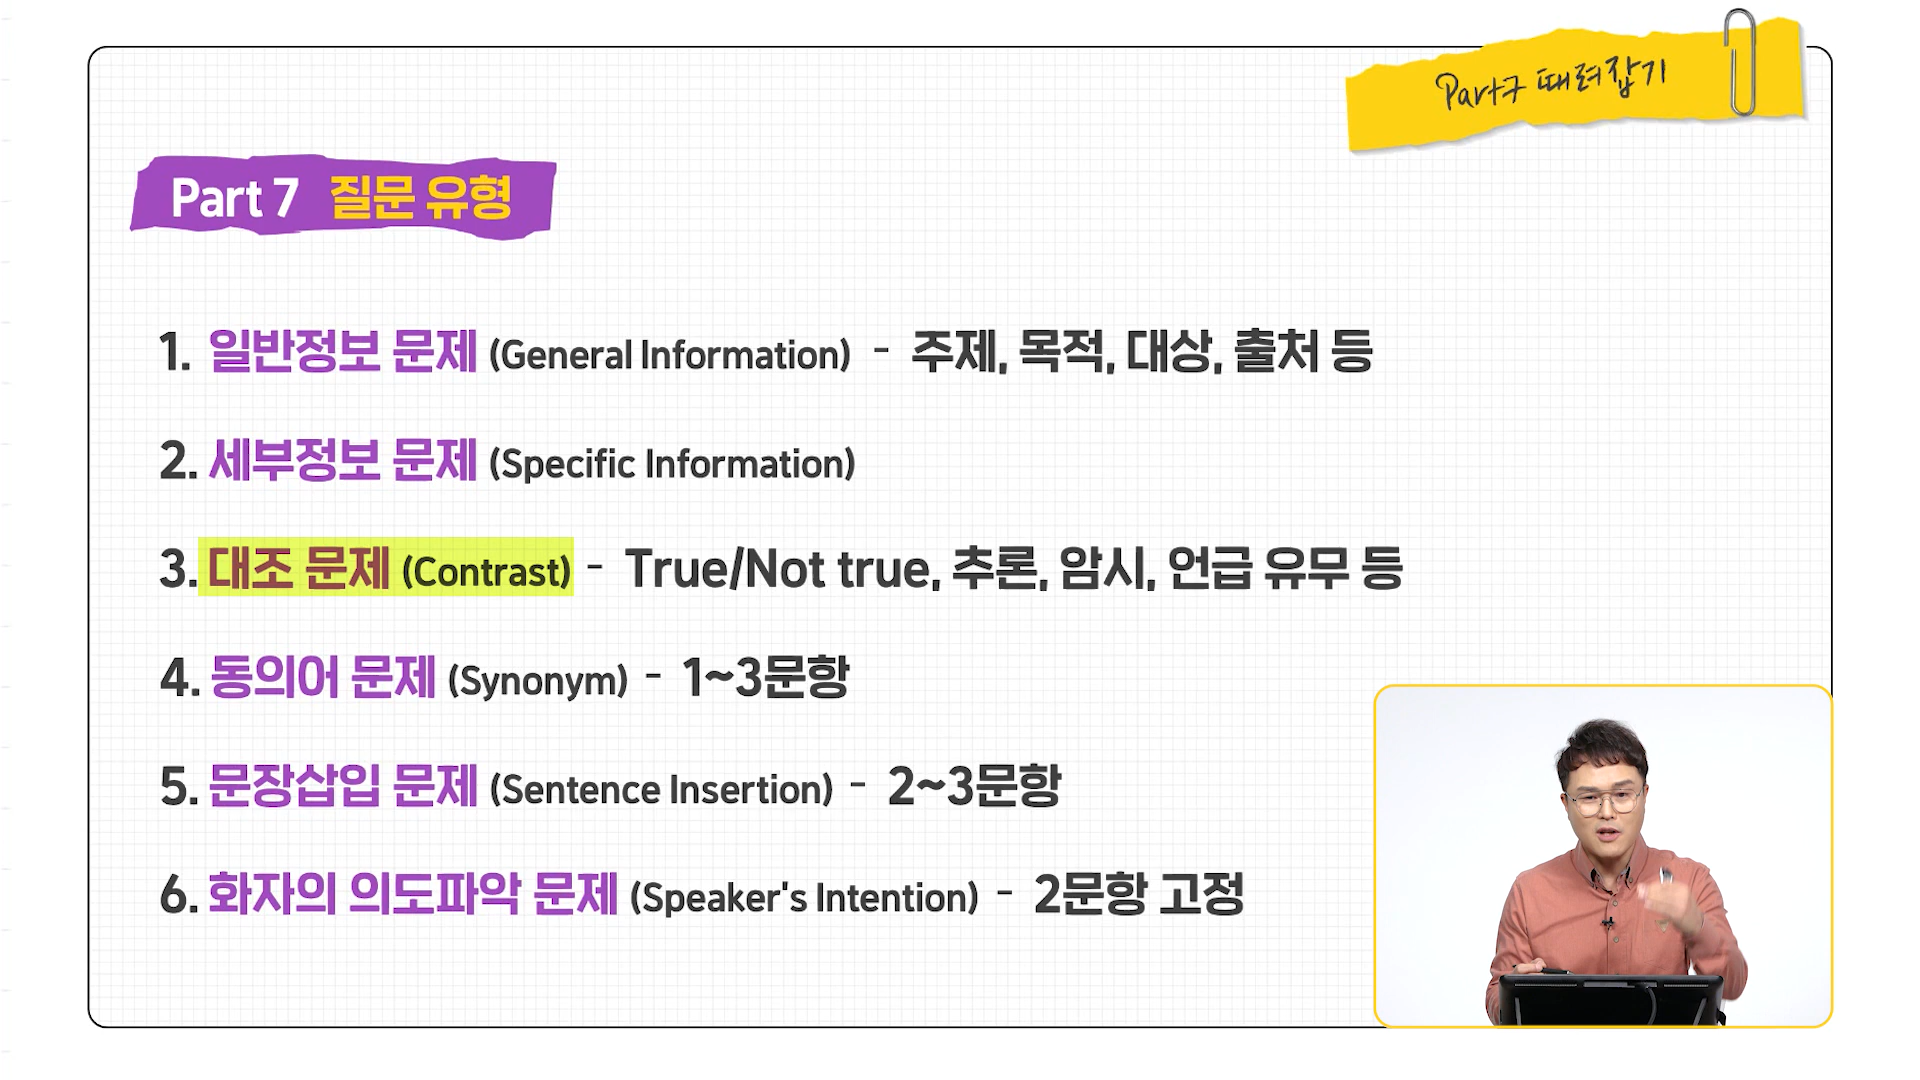 Part7 때려잡기
Part 7 질문 유형
1. 일반정보 문제 (General Information) - 주제, 목적, 대상, 출처 등
2. 세부정보 문제 (Specific Information)
3. 대조 문제 (Contrast) - True/Not true, 추론, 암시, 언급 유무 등
4. 동의어 문제 (Synonym) - 1~3문항
5. 문장삽입 문제 (Sentence Insertion) - 2~3문항
6. 화자의 의도파악 문제 (Speaker's Intention) - 2문항 고정